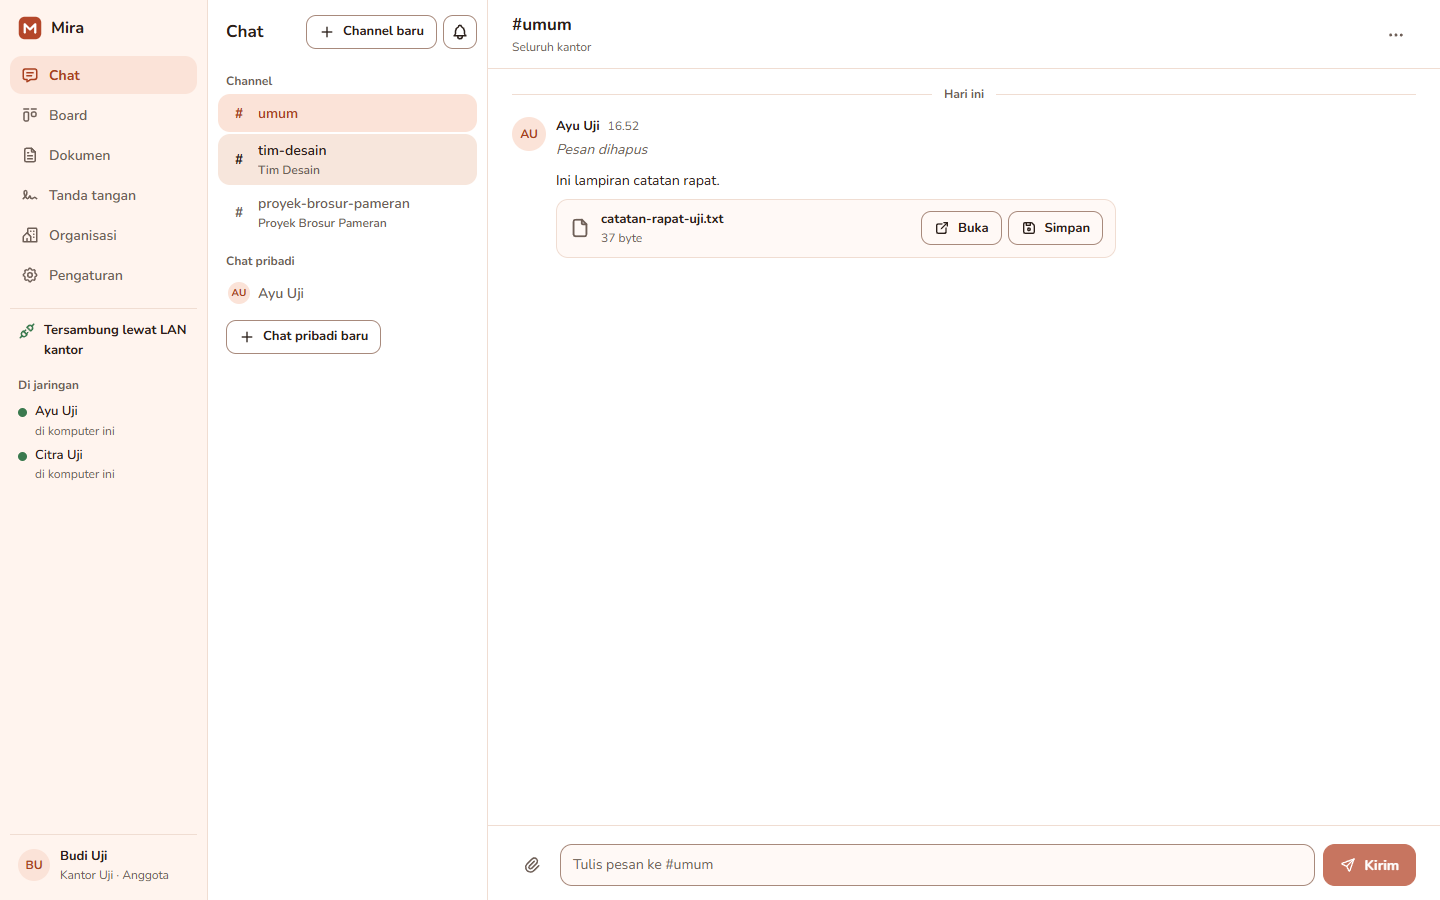 Mira
Chat
Board
Dokumen
Tanda tangan
Organisasi
Pengaturan
Tersambung lewat LAN
kantor
Di jaringan
Ayu Uji
di komputer ini
Citra Uji
di komputer ini
BU
Budi Uji
Kantor Uji · Anggota
Chat
Channel baru
Channel
# umum
# tim-desain
Tim Desain
# proyek-brosur-pameran
Proyek Brosur Pameran
Chat pribadi
AU Ayu Uji
Chat pribadi baru
#umum
Seluruh kantor
Hari ini
AU
Ayu Uji 16.52
Pesan dihapus
Ini lampiran catatan rapat.
catatan-rapat-uji.txt
37 byte
Buka
Simpan
Tulis pesan ke #umum
Kirim